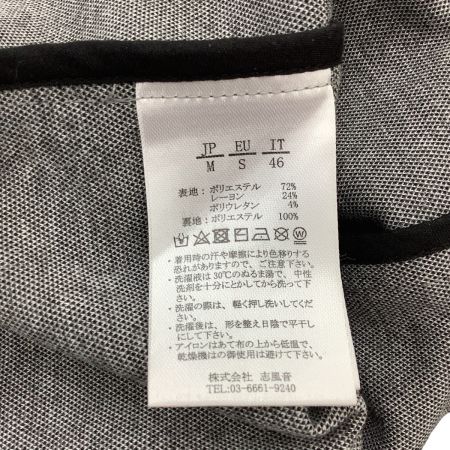 JP EU IT
M S 46
表地：ポリエステル 72%
レーヨン 24%
ポリウレタン 4%
裏地：ポリエステル 100%
・着用時の汗や摩擦により色移りする
恐れがありますので、ご注意下さい。
・洗濯液は30℃のぬるま湯で、中性
洗剤を十分にとかしてから洗って下
さい。
・洗濯の際は、軽く押し洗いしてくだ
さい。
・洗濯後は、形を整え日陰で平干し
にして下さい。
・アイロンはあて布の上から低温で、
乾燥機はの御使用は避けて下さい。
株式会社 志風音
TEL:03-6661-9240